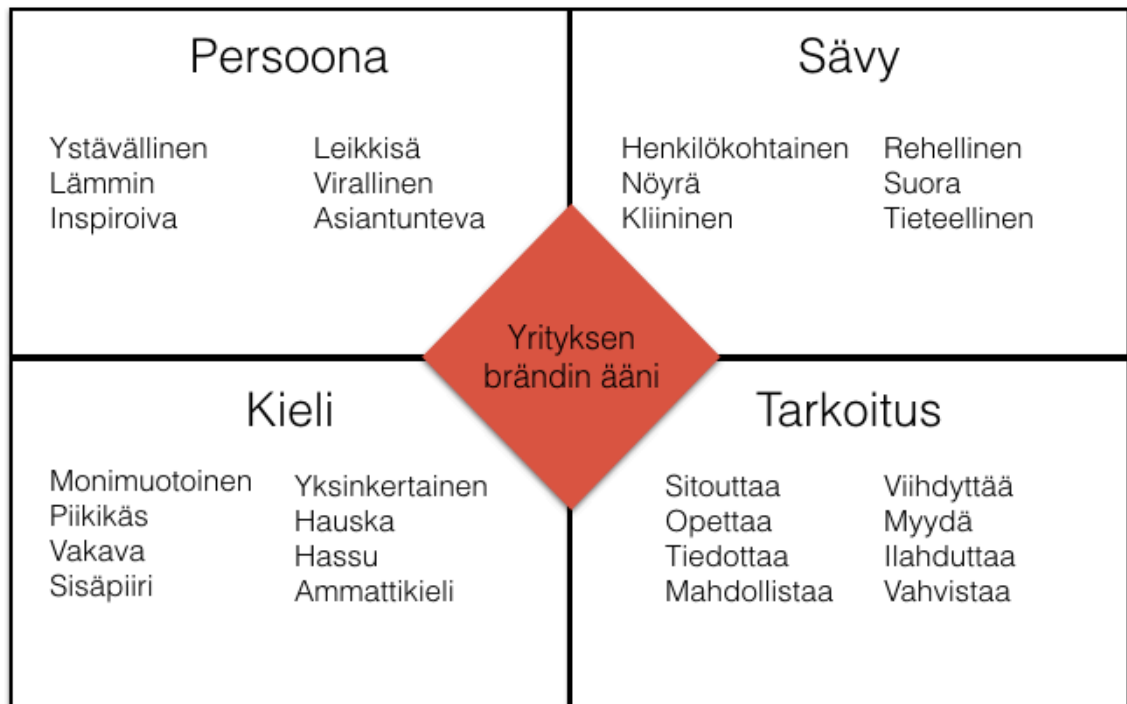 Persoona
Ystävällinen
Lämmin
Inspiroiva
Leikkisä
Virallinen
Asiantunteva
Sävy
Henkilökohtainen
Nöyrä
Kliininen
Rehellinen
Suora
Tieteellinen
Yrityksen
brändin ääni
Kieli
Monimuotoinen
Piikikäs
Vakava
Sisäpiiri
Yksinkertainen
Hauska
Hassu
Ammattikieli
Tarkoitus
Sitouttaa
Opettaa
Tiedottaa
Mahdollistaa
Viihdyttää
Myydä
Ilahduttaa
Vahvistaa